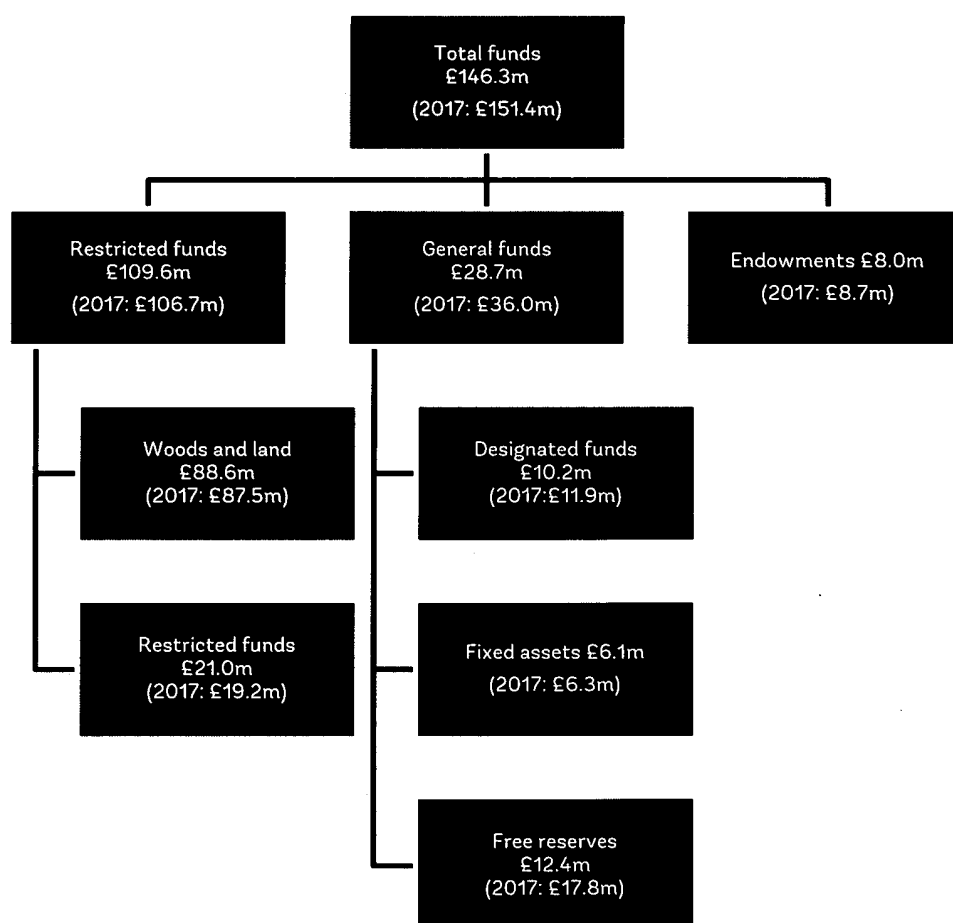 Total funds
£146.3m
(2017: £151.4m)
Restricted funds
£109.6m
(2017: £106.7m)
General funds
£28.7m
(2017: £36.0m)
Endowments £8.0m
(2017: £8.7m)
Woods and land
£88.6m
(2017: £87.5m)
Restricted funds
£21.0m
(2017: £19.2m)
Designated funds
£10.2m
(2017:£11.9m)
Fixed assets £6.1m
(2017: £6.3m)
Free reserves
£12.4m
(2017: £17.8m)